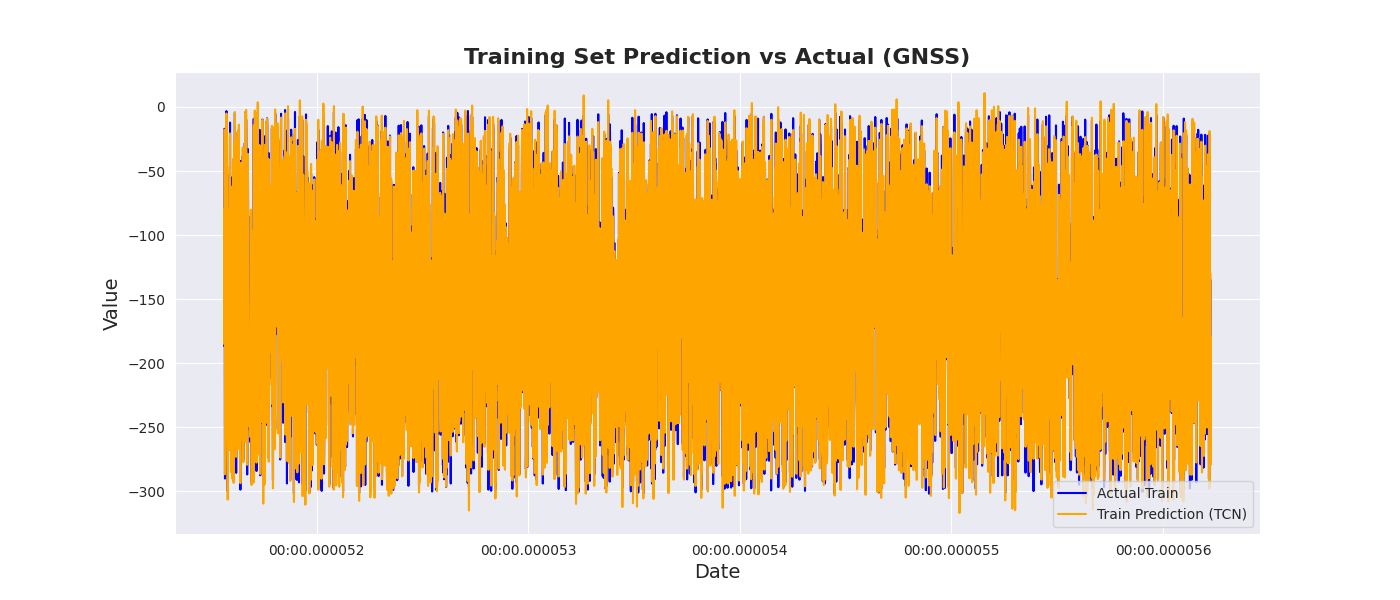 Training Set Prediction vs Actual (GNSS)
Value
0
−50
−100
−150
−200
−250
−300
Actual Train
Train Prediction (TCN)
00:00.000052
00:00.000053
00:00.000054
00:00.000055
00:00.000056
Date